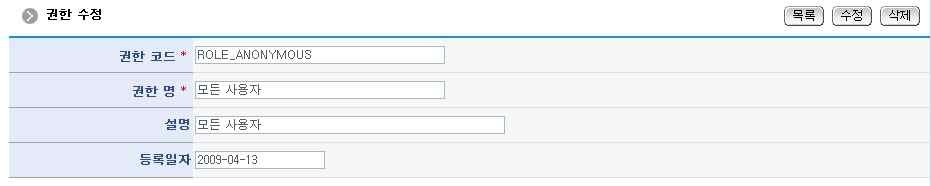 권한 수정
목록 수정 삭제
권한 코드 * ROLE_ANONYMOUS
권한 명 * 모든 사용자
설명 모든 사용자
등록일자 2009-04-13